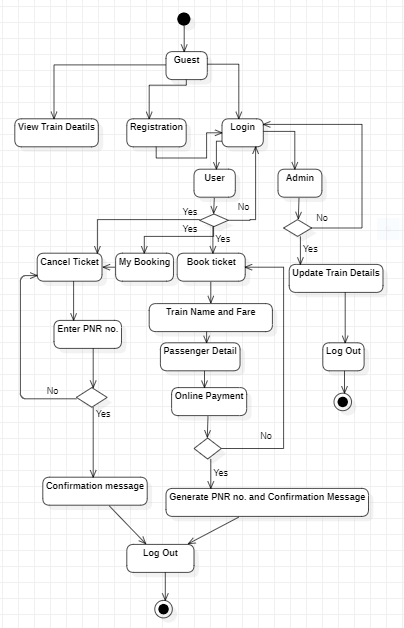 Guest
View Train Deatils
Registration
Login
User
Admin
Yes
No
No
Yes
Yes
Yes
Cancel Ticket
My Booking
Book ticket
Update Train Details
Train Name and Fare
Enter PNR no.
Passenger Detail
Log Out
No
Online Payment
Yes
No
Yes
Confirmation message
Generate PNR no. and Confirmation Message
Log Out